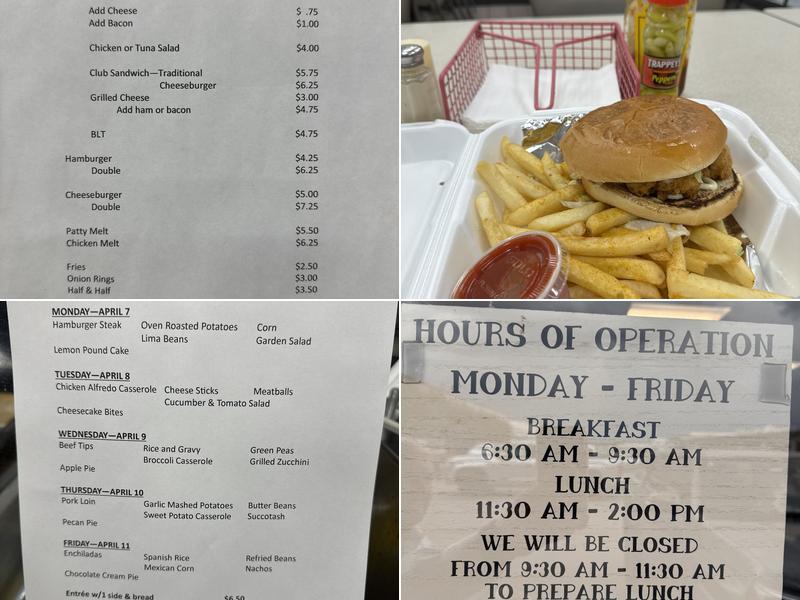 Add Cheese $ .75
Add Bacon $1.00
Chicken or Tuna Salad $4.00
Club Sandwich—Traditional $5.75
Cheeseburger $6.25
Grilled Cheese $3.00
Add ham or bacon $4.75
BLT $4.75
Hamburger $4.25
Double $6.25
Cheeseburger $5.00
Double $7.25
Patty Melt $5.50
Chicken Melt $6.25
Fries $2.50
Onion Rings $3.00
Half & Half $3.50
TRAPPEY'S
Peppers
MONDAY—APRIL 7
Hamburger Steak Oven Roasted Potatoes Corn
Lima Beans Garden Salad
Lemon Pound Cake
TUESDAY—APRIL 8
Chicken Alfredo Casserole Cheese Sticks Meatballs
Cucumber & Tomato Salad
Cheesecake Bites
WEDNESDAY—APRIL 9
Beef Tips Rice and Gravy Green Peas
Broccoli Casserole Grilled Zucchini
Apple Pie
THURSDAY—APRIL 10
Pork Loin Garlic Mashed Potatoes Butter Beans
Sweet Potato Casserole Succotash
Pecan Pie
FRIDAY—APRIL 11
Enchiladas Spanish Rice Refried Beans
Mexican Corn Nachos
Chocolate Cream Pie
Entrée w/1 side & bread $6.50
HOURS OF OPERATION
MONDAY - FRIDAY
BREAKFAST
6:30 AM - 9:30 AM
LUNCH
11:30 AM - 2:00 PM
WE WILL BE CLOSED
FROM 9:30 AM - 11:30 AM
TO PREPARE LUNCH